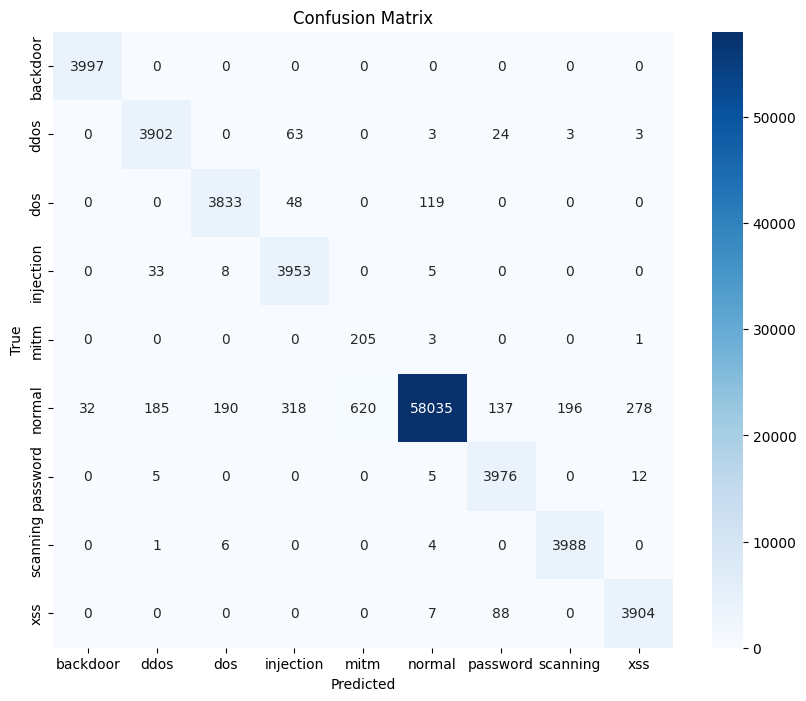 Confusion Matrix
backdoor 3997 0 0 0 0 0 0 0 0
ddos 0 3902 0 63 0 3 24 3 3
dos 0 0 3833 48 0 119 0 0 0
injection 0 33 8 3953 0 5 0 0 0
mitm 0 0 0 0 205 3 0 0 1
normal 32 185 190 318 620 58035 137 196 278
password 0 5 0 0 0 5 3976 0 12
scanning 0 1 6 0 0 4 0 3988 0
xss 0 0 0 0 0 7 88 0 3904
backdoor ddos dos injection mitm normal password scanning xss
Predicted
True
50000
40000
30000
20000
10000
0